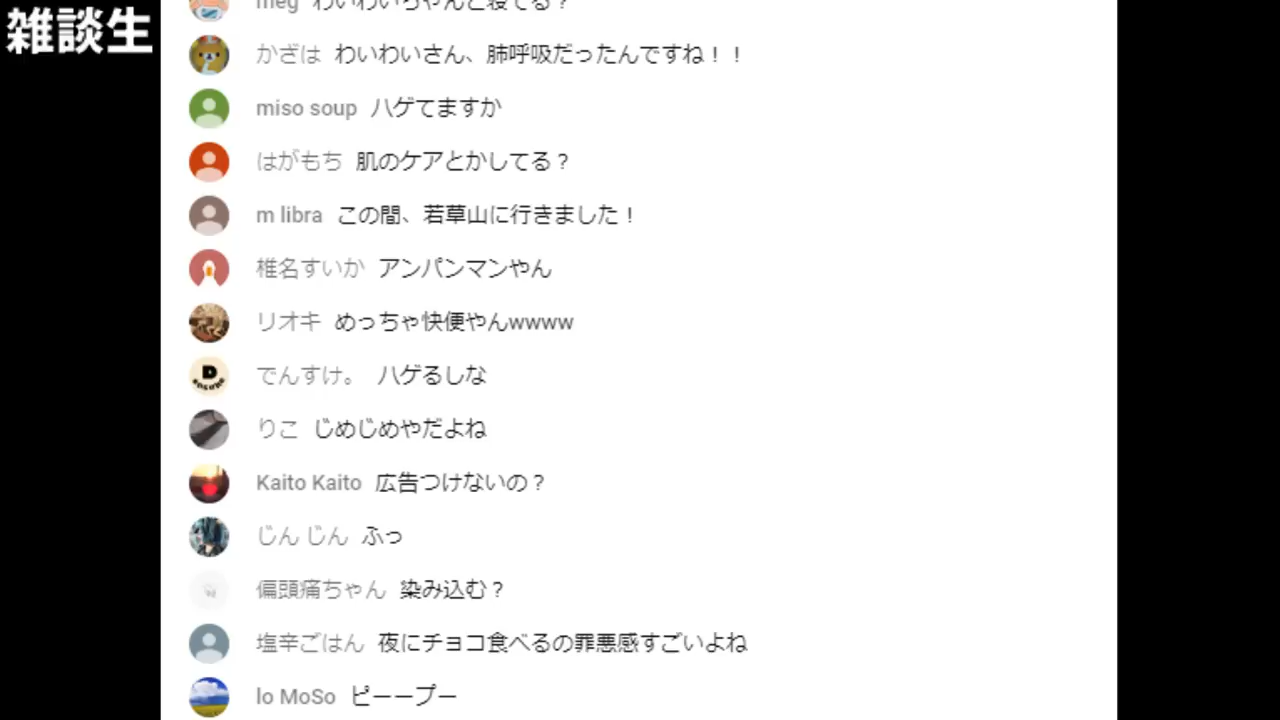 雑談生
meg わいわいちゃんと寝てる？
かざは わいわいさん、肺呼吸だったんですね！！
miso soup ハゲてますか
はがもち 肌のケアとかしてる？
m libra この間、若草山に行きました！
椎名すいか アンパンマンやん
リオキ めっちゃ快便やんwwww
でんすけ。 ハゲるしな
りこ じめじめやだよね
Kaito Kaito 広告つけないの？
じん じん ふっ
偏頭痛ちゃん 染み込む？
塩辛ごはん 夜にチョコ食べるの罪悪感すごいよね
lo MoSo ピーープー